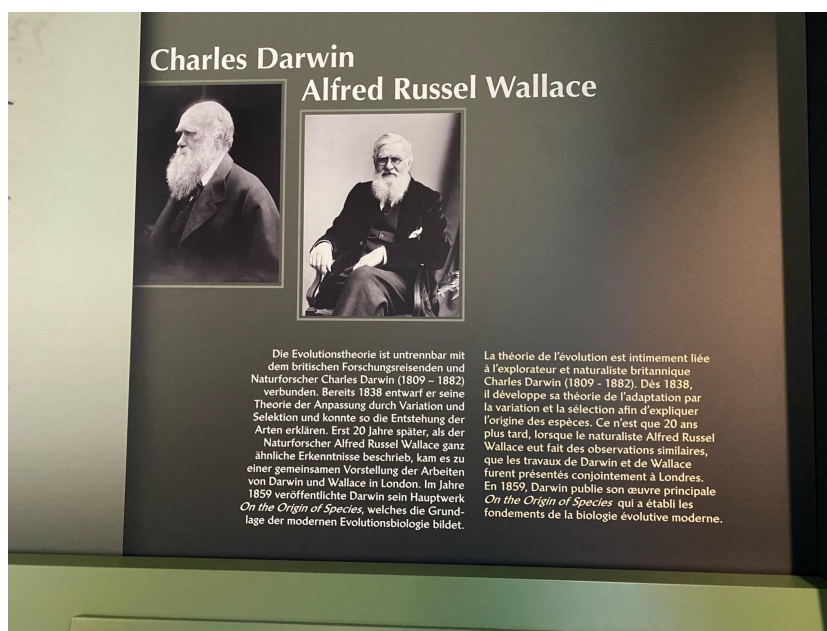 Charles Darwin
Alfred Russel Wallace
Die Evolutionstheorie ist untrennbar mit
dem britischen Forschungsreisenden und
Naturforscher Charles Darwin (1809 – 1882)
verbunden. Bereits 1838 entwarf er seine
Theorie der Anpassung durch Variation und
Selektion und konnte so die Entstehung der
Arten erklären. Erst 20 Jahre später, als der
Naturforscher Alfred Russel Wallace ganz
ähnliche Erkenntnisse beschrieb, kam es zu
einer gemeinsamen Vorstellung der Arbeiten
von Darwin und Wallace in London. Im Jahre
1859 veröffentlichte Darwin sein Hauptwerk
On the Origin of Species, welches die Grund-
lage der modernen Evolutionsbiologie bildet.
La théorie de l'évolution est intimement liée
à l'explorateur et naturaliste britannique
Charles Darwin (1809 - 1882). Dès 1838,
il développe sa théorie de l'adaptation par
la variation et la sélection afin d'expliquer
l'origine des espèces. Ce n'est que 20 ans
plus tard, lorsque le naturaliste Alfred Russel
Wallace eut fait des observations similaires,
que les travaux de Darwin et de Wallace
furent présentés conjointement à Londres.
En 1859, Darwin publie son œuvre principale
On the Origin of Species qui a établi les
fondements de la biologie évolutive moderne.